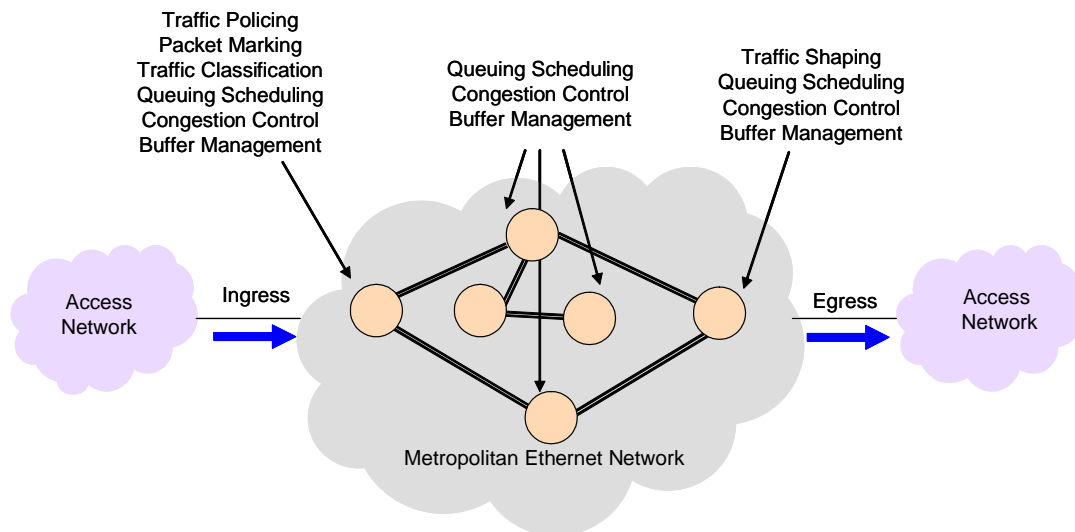 Traffic Policing
Packet Marking
Traffic Classification
Queuing Scheduling
Congestion Control
Buffer Management
Queuing Scheduling
Congestion Control
Buffer Management
Traffic Shaping
Queuing Scheduling
Congestion Control
Buffer Management
Access
Network
Ingress
Egress
Access
Network
Metropolitan Ethernet Network